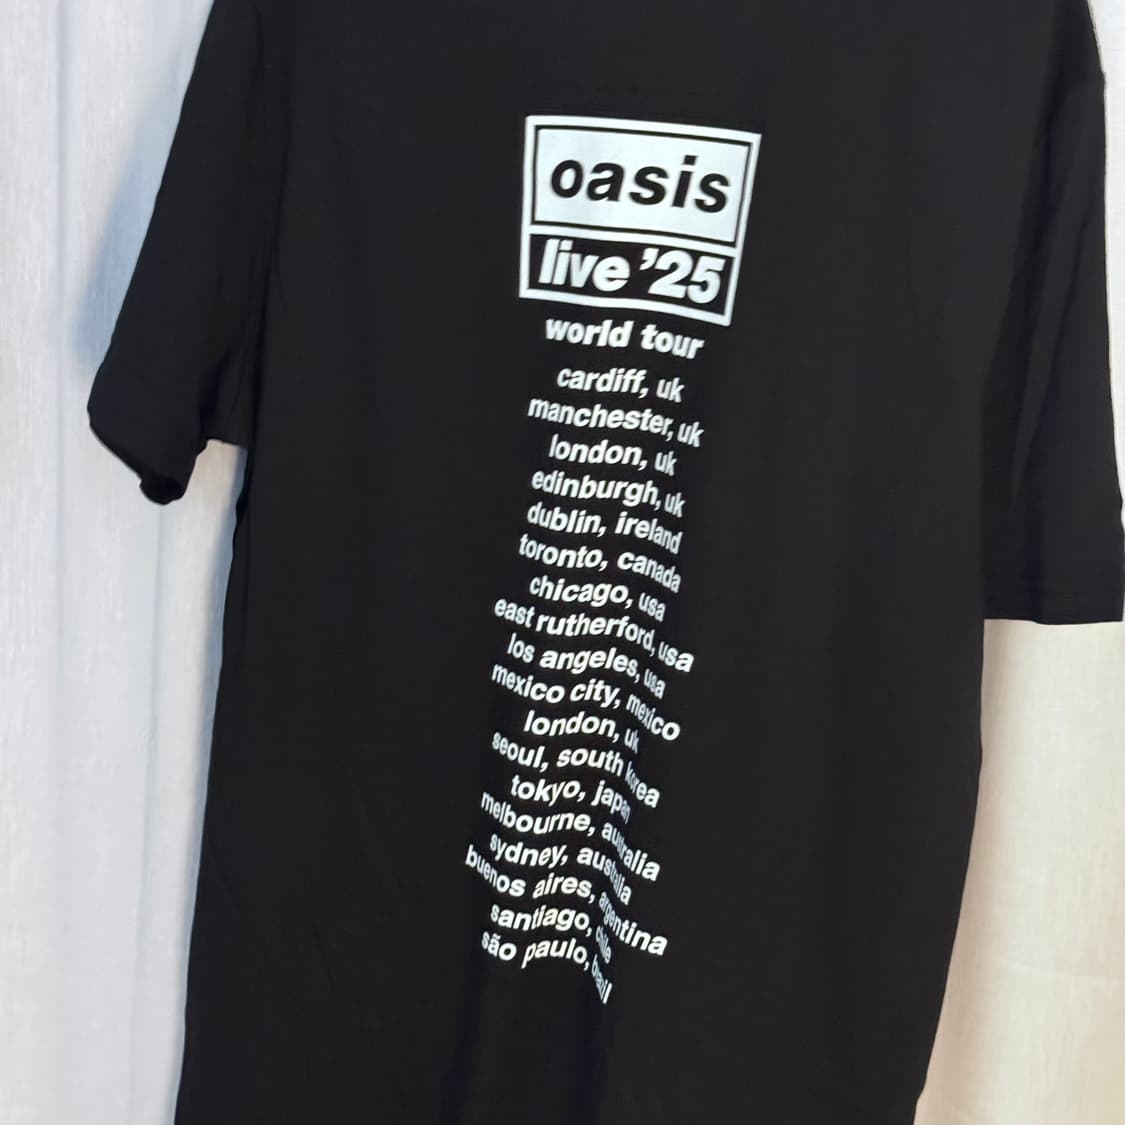 oasis
live '25
world tour
cardiff, uk
manchester, uk
london, uk
edinburgh, uk
dublin, ireland
toronto, canada
chicago, usa
east rutherford, usa
los angeles, usa
mexico city, mexico
london, uk
seoul, south korea
tokyo, japan
melbourne, australia
sydney, australia
buenos aires, argentina
santiago, chile
são paulo, brazil